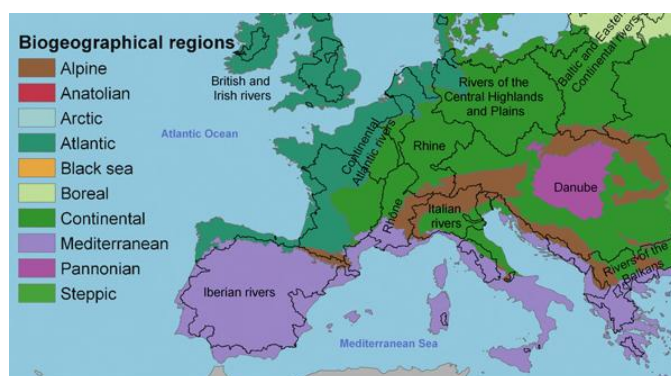 Biogeographical regions
Alpine
Anatolian
Arctic
Atlantic
Black sea
Boreal
Continental
Mediterranean
Pannonian
Steppic
British and
Irish rivers
Atlantic Ocean
Continental
Atlantic rivers
Rivers of the
Central Highlands
and Plains
Baltic and Eastern
Continental rivers
Rhine
Danube
Rhône
Italian
rivers
Rivers of the
Balkans
Iberian rivers
Mediterranean Sea